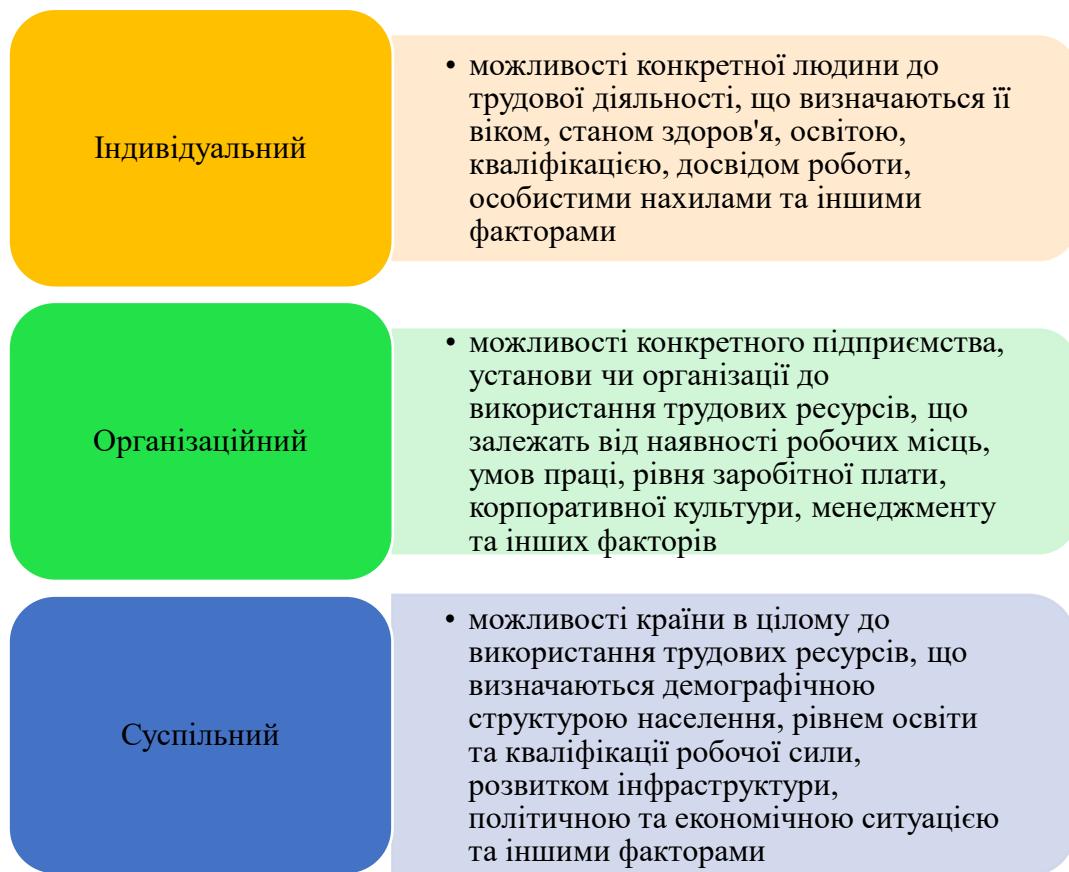 Індивідуальний
• можливості конкретної людини до
трудової діяльності, що визначаються її
віком, станом здоров'я, освітою,
кваліфікацією, досвідом роботи,
особистими нахилами та іншими
факторами
Організаційний
• можливості конкретного підприємства,
установи чи організації до
використання трудових ресурсів, що
залежать від наявності робочих місць,
умов праці, рівня заробітної плати,
корпоративної культури, менеджменту
та інших факторів
Суспільний
• можливості країни в цілому до
використання трудових ресурсів, що
визначаються демографічною
структурою населення, рівнем освіти
та кваліфікації робочої сили,
розвитком інфраструктури,
політичною та економічною ситуацією
та іншими факторами